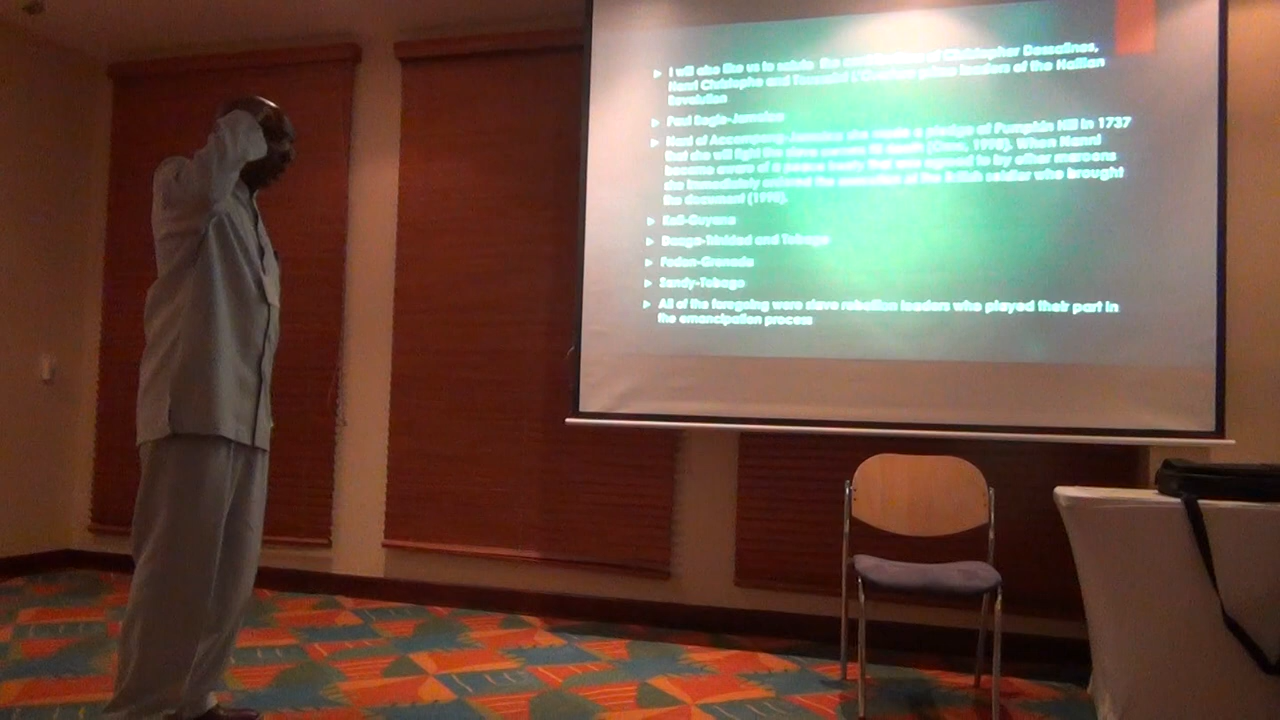 I will also like us to salute the contribution of Christopher Dessalines,
Henri Christophe and Toussaint L'Ouverture prime leaders of the Haitian
Revolution
Paul Bogle-Jamaica
of Accompong Jamaica she made a pledge at Pumpkin Hill in 1737
that she will fight the slave owners to death 1998). When Nanni
became aware of a peace treaty that was agreed to by other maroons
she immediately ordered the execution of the British soldier who brought
the document (1998).
Kofi-Guyana
Daaga-Trinidad and Tobago
Fedon-Grenada
Sandy-Tobago
All of the foregoing were slave rebellion leaders who played their part in
the emancipation process